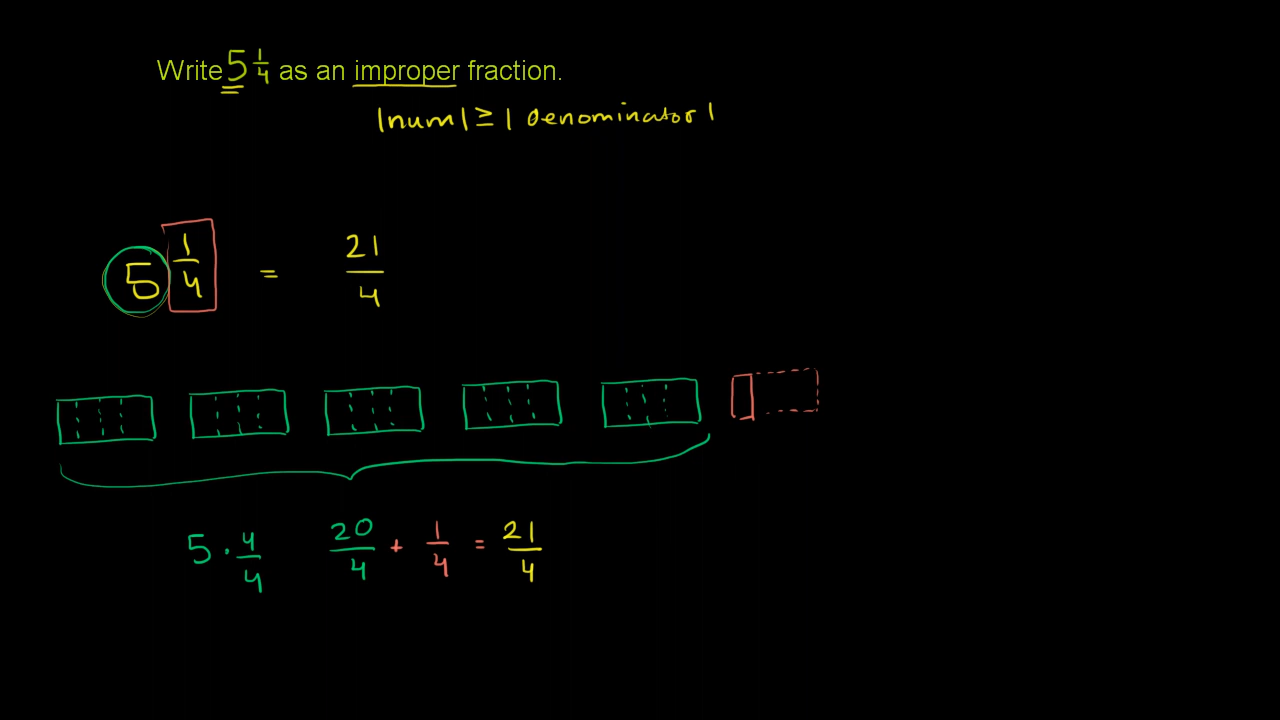 Write 5 1/4 as an improper fraction.
|num| ≥ |denominator|
5 1/4 = 21/4
5 · 4/4 20/4 + 1/4 = 21/4